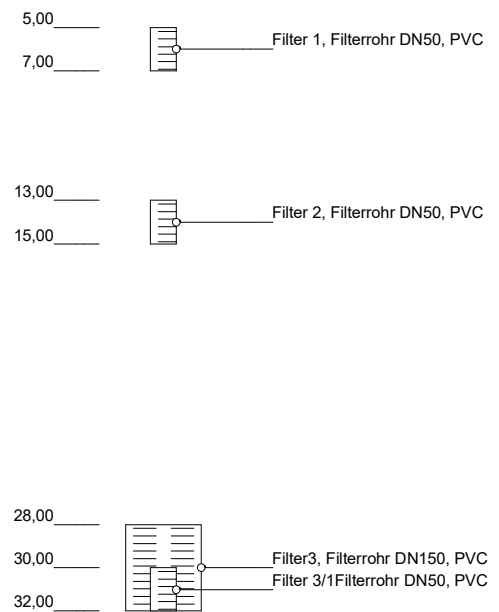 5,00
Filter 1, Filterrohr DN50, PVC
7,00
13,00
Filter 2, Filterrohr DN50, PVC
15,00
28,00
30,00
Filter3, Filterrohr DN150, PVC
Filter 3/1Filterrohr DN50, PVC
32,00